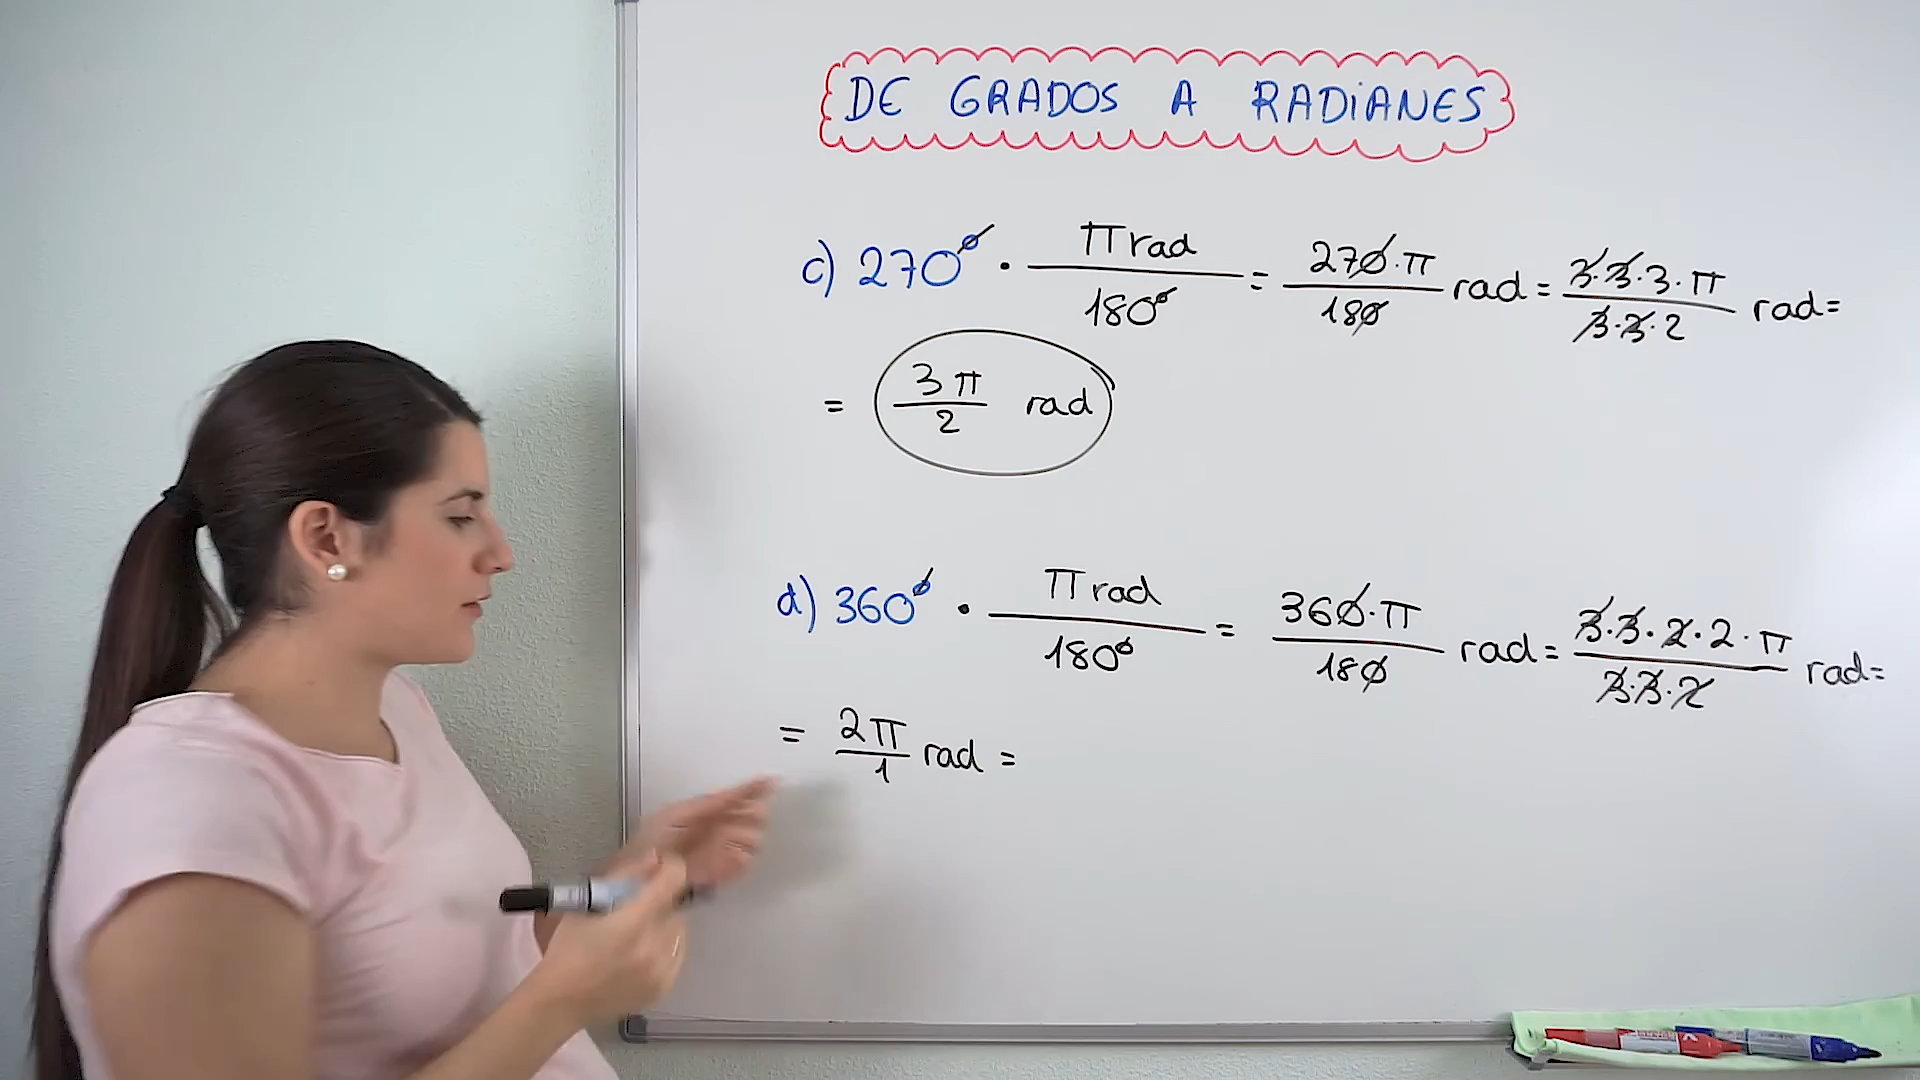 DE GRADOS A RADIANES
c) 270° · π rad / 180° = 270·π / 180 rad = 3·3·3·π / 3·3·2 rad =
= 3π / 2 rad
d) 360° · π rad / 180° = 360·π / 180 rad = 3·3·2·2·π / 3·3·2 rad =
= 2π / 1 rad =